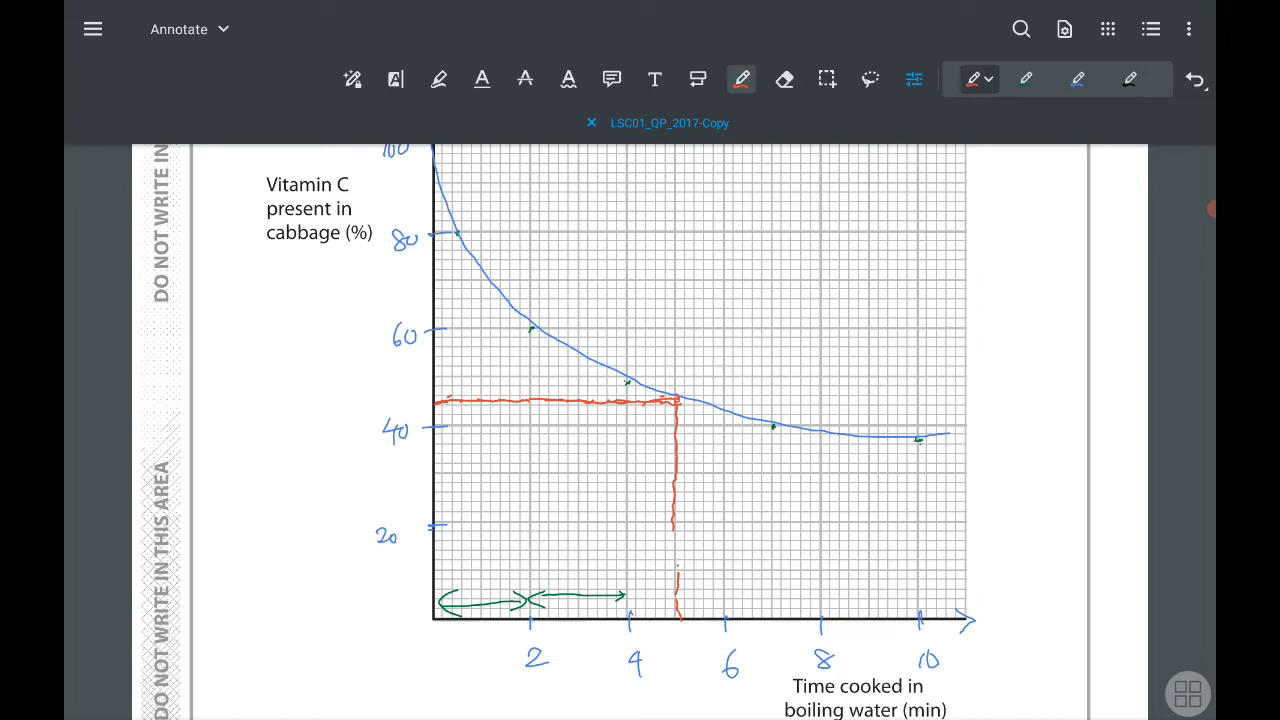 Annotate
LSC01_QP_2017-Copy
DO NOT WRITE IN
DO NOT WRITE IN THIS AREA
100
Vitamin C
present in
cabbage (%)
80
60
40
20
2 4 6 8 10
Time cooked in
boiling water (min)